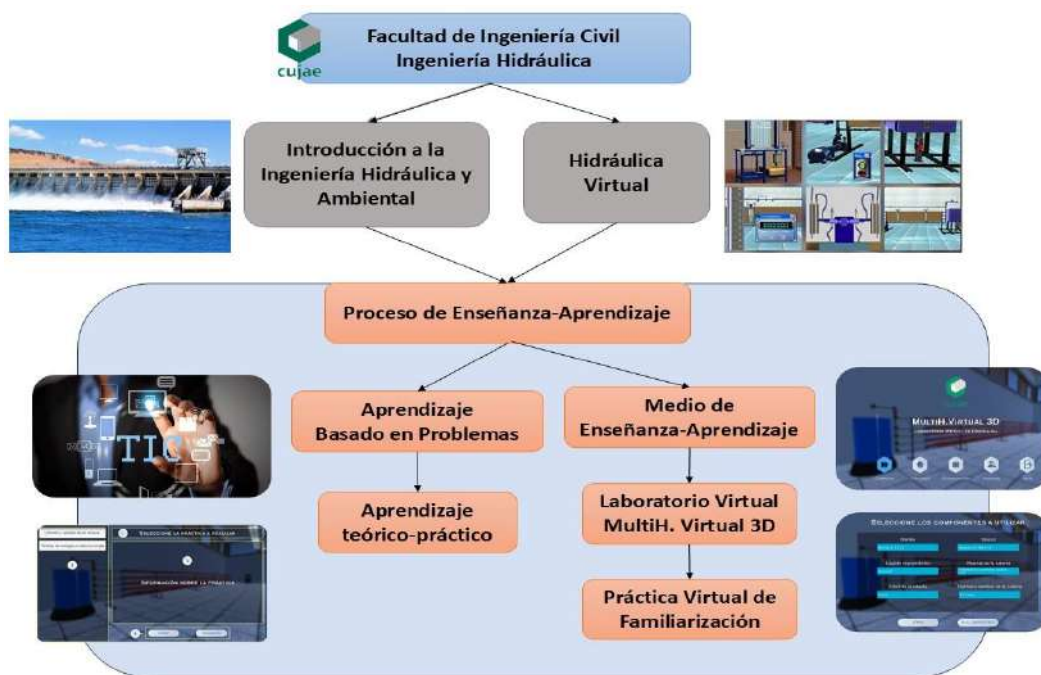 Facultad de Ingeniería Civil
Ingeniería Hidráulica
cujae
Introducción a la
Ingeniería Hidráulica y
Ambiental
Hidráulica
Virtual
Proceso de Enseñanza-Aprendizaje
TIC
Aprendizaje
Basado en Problemas
Medio de
Enseñanza-Aprendizaje
MULTIH.VIRTUAL 3D
Aprendizaje
teórico-práctico
Laboratorio Virtual
MultiH. Virtual 3D
SELECCIONE LA PRÁCTICA A REALIZAR
INFORMACIÓN SOBRE LA PRÁCTICA
SELECCIONE LOS COMPONENTES A UTILIZAR
Práctica Virtual de
Familiarización